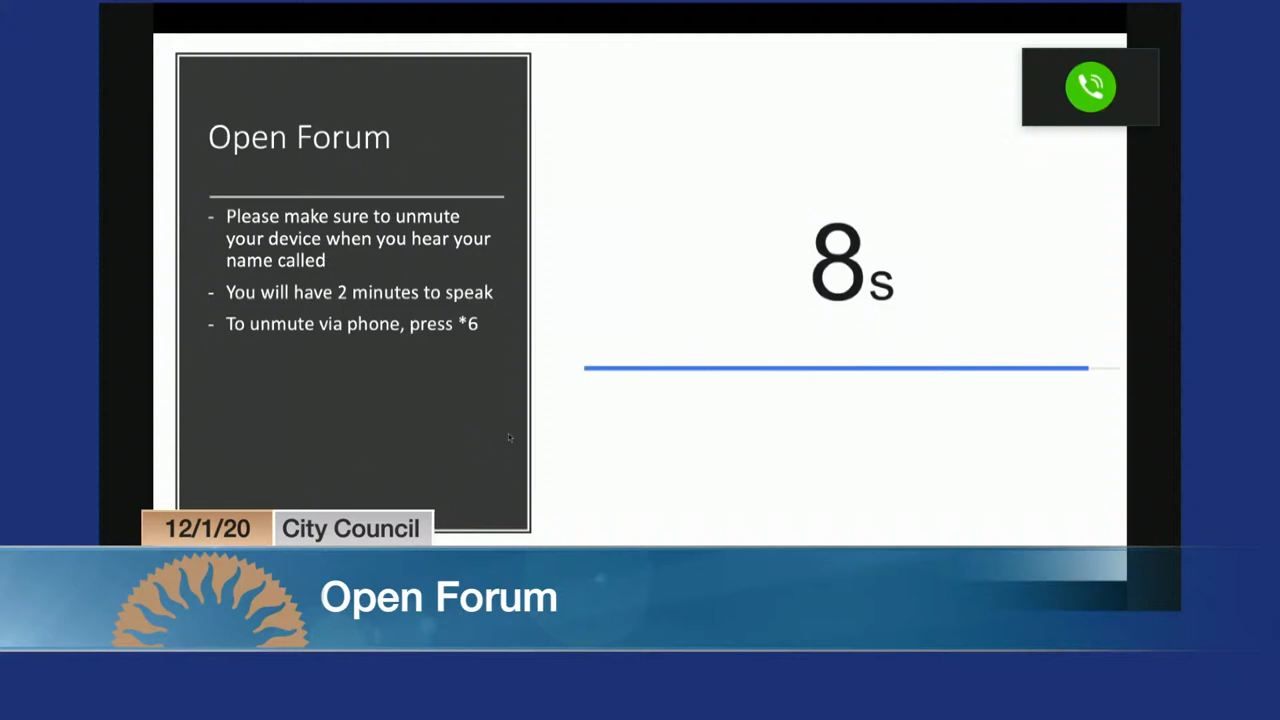 Open Forum
- Please make sure to unmute
your device when you hear your
name called
- You will have 2 minutes to speak
- To unmute via phone, press *6
8s
12/1/20 City Council
Open Forum